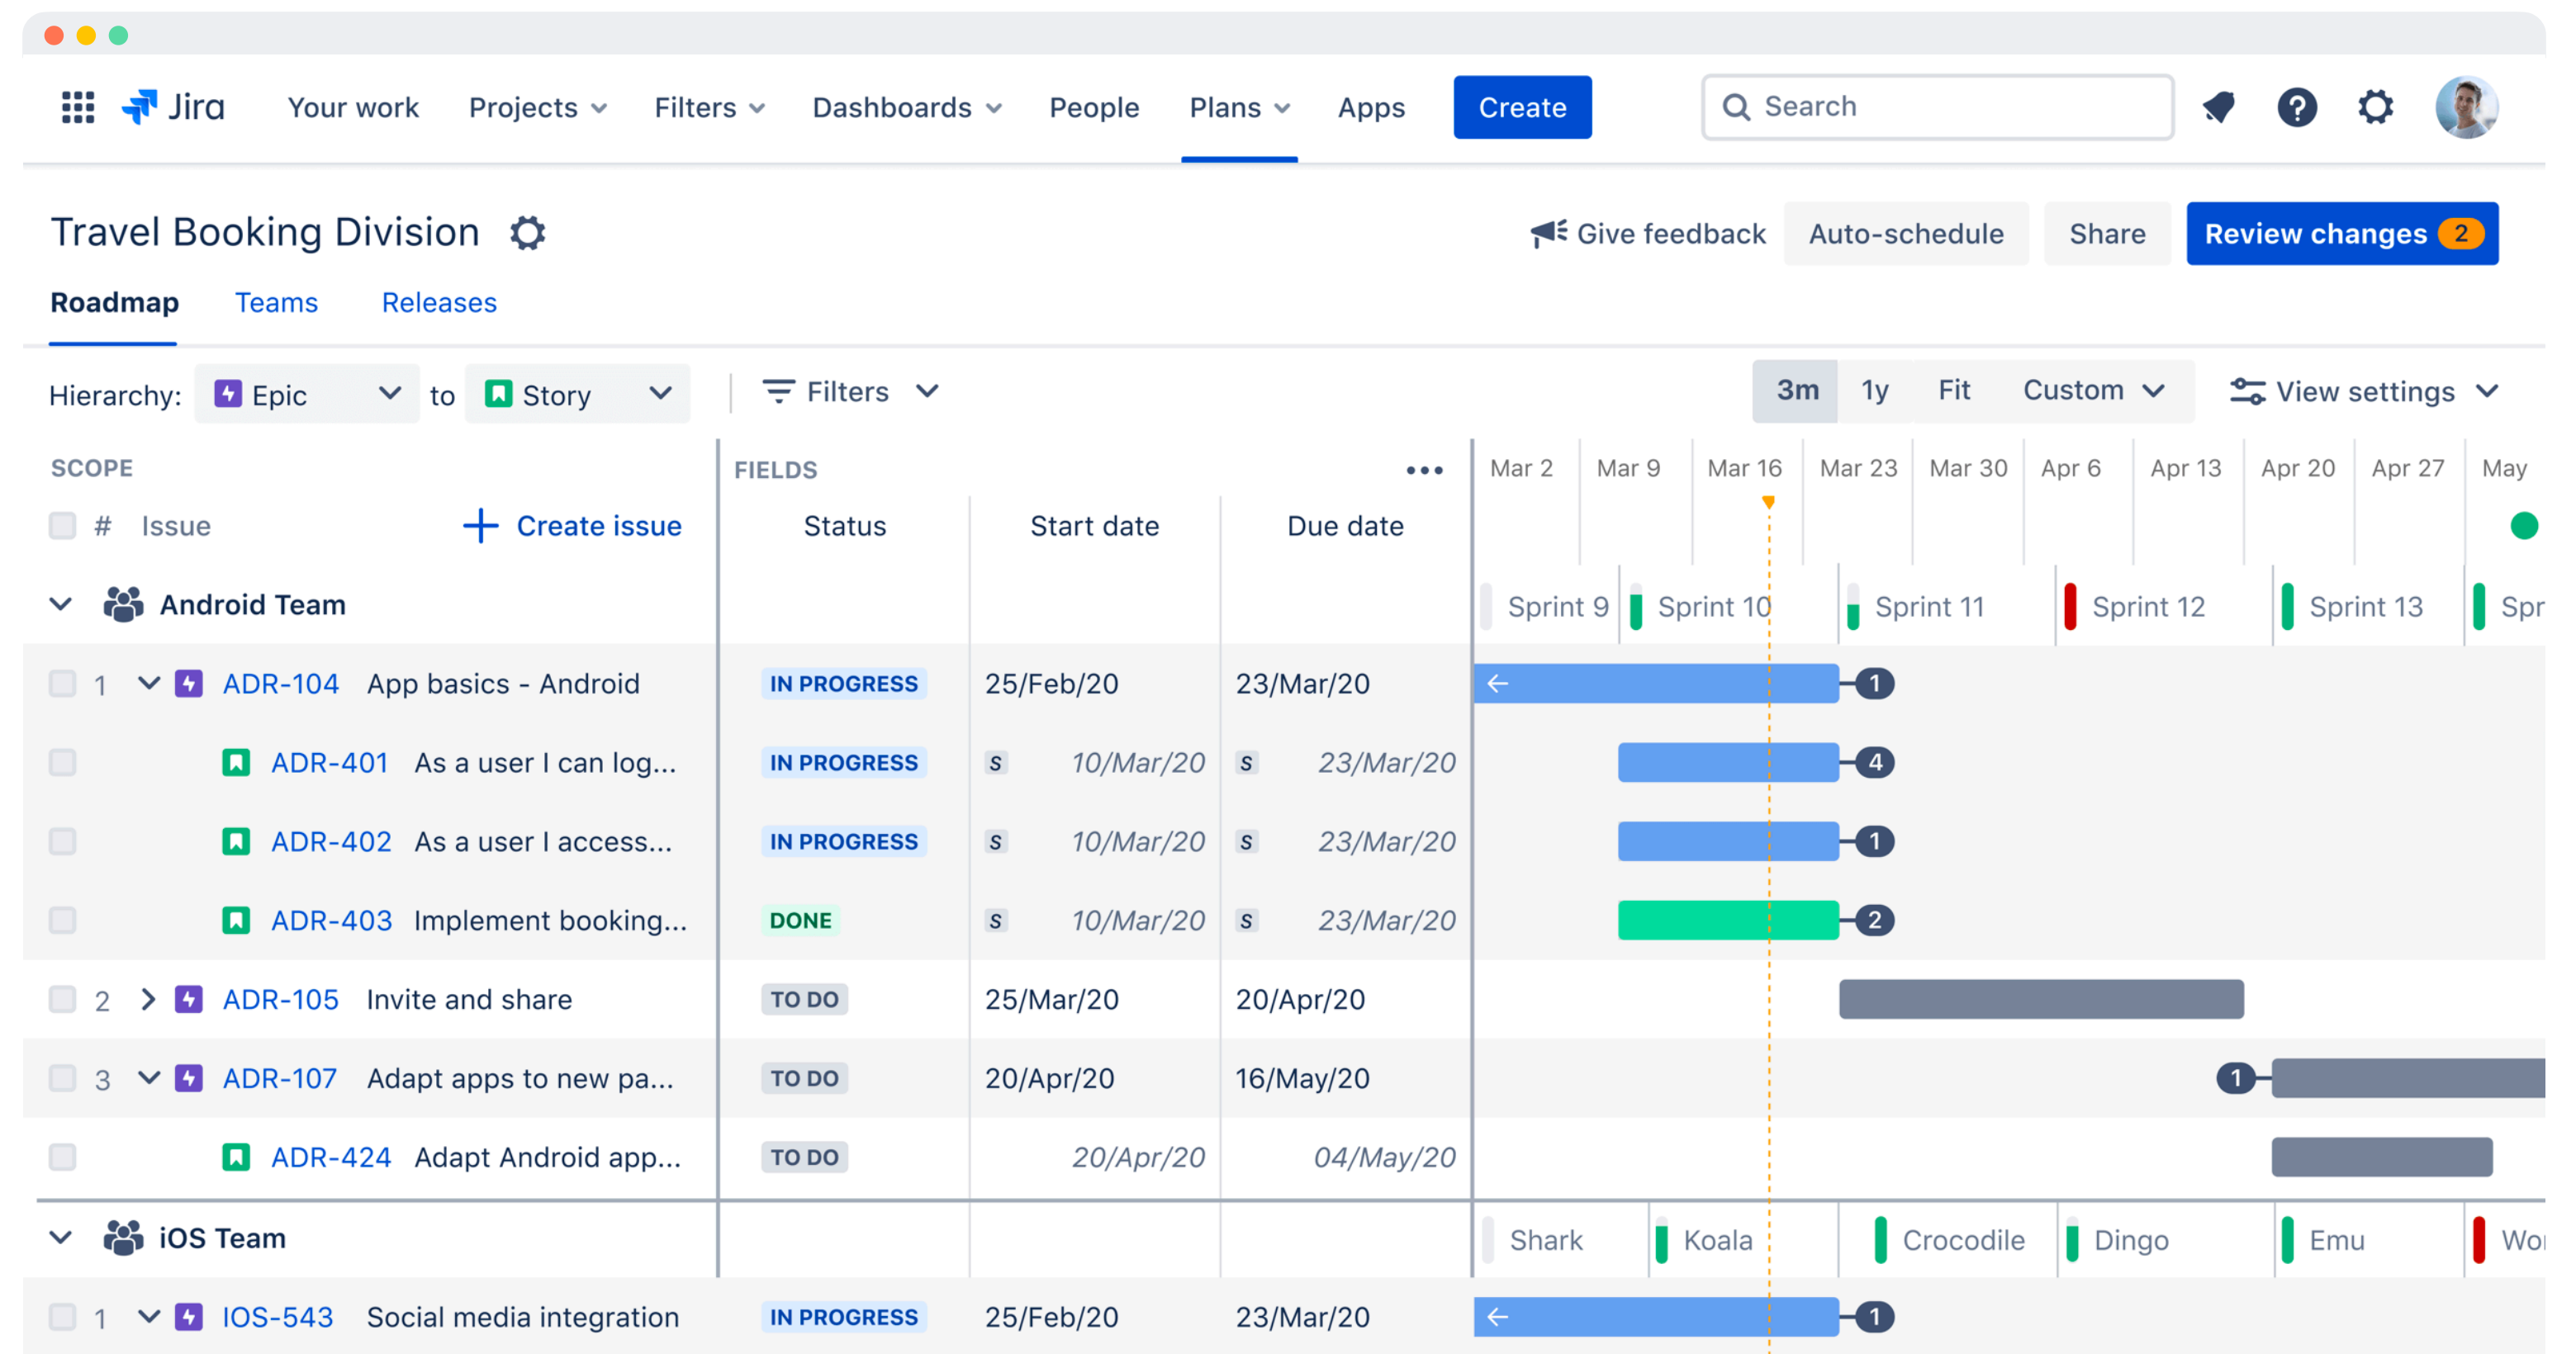 Jira Your work Projects Filters Dashboards People Plans Apps Create Search
Travel Booking Division Give feedback Auto-schedule Share Review changes 2
Roadmap Teams Releases
Hierarchy: Epic to Story Filters 3m 1y Fit Custom View settings
SCOPE FIELDS Mar 2 Mar 9 Mar 16 Mar 23 Mar 30 Apr 6 Apr 13 Apr 20 Apr 27 May
# Issue Create issue Status Start date Due date
Android Team Sprint 9 Sprint 10 Sprint 11 Sprint 12 Sprint 13 Spr
1 ADR-104 App basics - Android IN PROGRESS 25/Feb/20 23/Mar/20 1
ADR-401 As a user I can log... IN PROGRESS S 10/Mar/20 S 23/Mar/20 4
ADR-402 As a user I access... IN PROGRESS S 10/Mar/20 S 23/Mar/20 1
ADR-403 Implement booking... DONE S 10/Mar/20 S 23/Mar/20 2
2 ADR-105 Invite and share TO DO 25/Mar/20 20/Apr/20
3 ADR-107 Adapt apps to new pa... TO DO 20/Apr/20 16/May/20 1
ADR-424 Adapt Android app... TO DO 20/Apr/20 04/May/20
iOS Team Shark Koala Crocodile Dingo Emu Wo
1 IOS-543 Social media integration IN PROGRESS 25/Feb/20 23/Mar/20 1